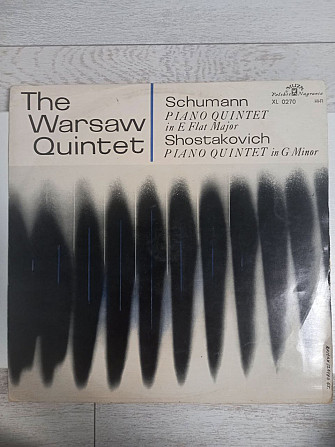 The
Warsaw
Quintet
Schumann
PIANO QUINTET
in E Flat Major
Shostakovich
PIANO QUINTET in G Minor
Polskie Nagrania
XL 0270